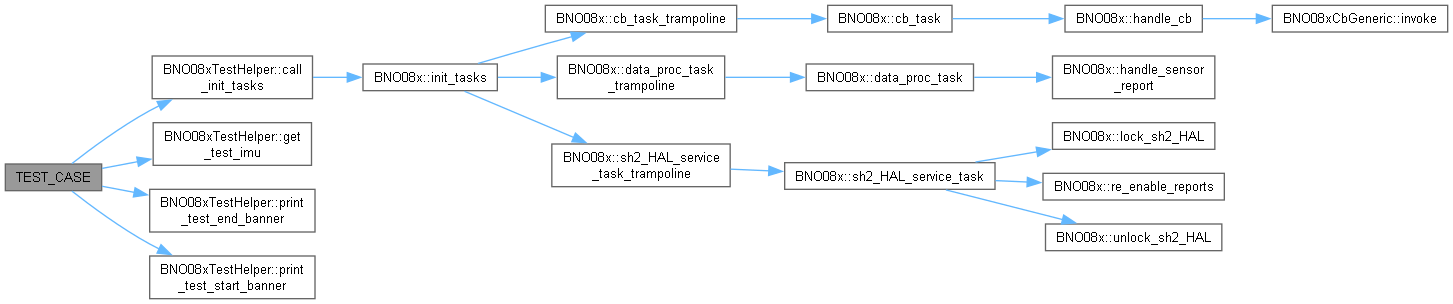 TEST_CASE
BNO08xTestHelper::call
_init_tasks
BNO08xTestHelper::get
_test_imu
BNO08xTestHelper::print
_test_end_banner
BNO08xTestHelper::print
_test_start_banner
BNO08x::init_tasks
BNO08x::cb_task_trampoline
BNO08x::data_proc_task
_trampoline
BNO08x::sh2_HAL_service
_task_trampoline
BNO08x::cb_task
BNO08x::data_proc_task
BNO08x::sh2_HAL_service_task
BNO08x::handle_cb
BNO08x::handle_sensor
_report
BNO08x::lock_sh2_HAL
BNO08x::re_enable_reports
BNO08x::unlock_sh2_HAL
BNO08xCbGeneric::invoke